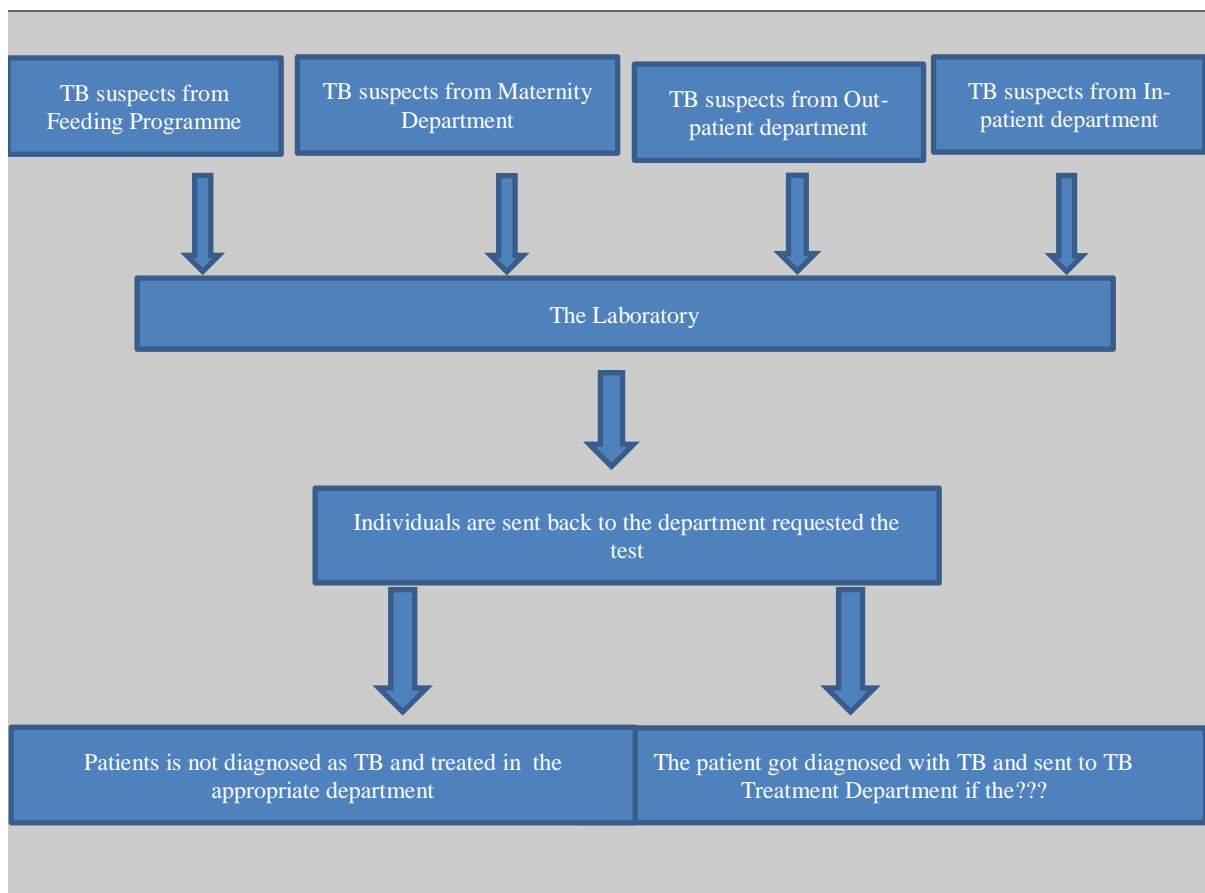 TB suspects from
Feeding Programme
TB suspects from Maternity
Department
TB suspects from Out-
patient department
TB suspects from In-
patient department
The Laboratory
Individuals are sent back to the department requested the
test
Patients is not diagnosed as TB and treated in the
appropriate department
The patient got diagnosed with TB and sent to TB
Treatment Department if the???